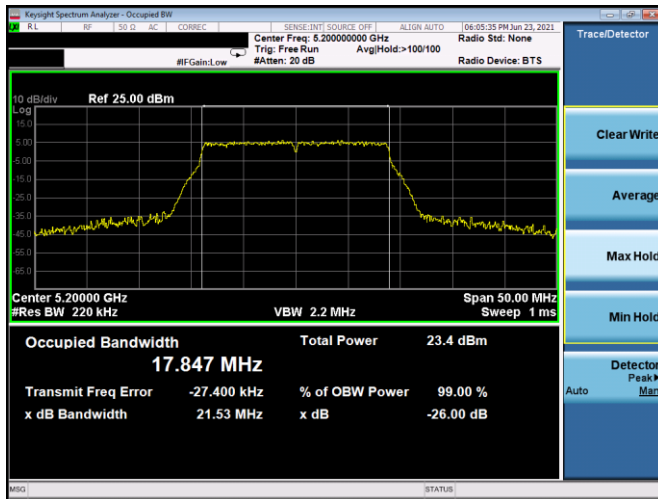 Keysight Spectrum Analyzer - Occupied BW
RL RF 50 Ω AC CORREC SENSE:INT SOURCE OFF ALIGN AUTO 06:05:35 PM Jun 23, 2021
Center Freq: 5.200000000 GHz Radio Std: None
Trig: Free Run Avg|Hold:>100/100
#IFGain:Low #Atten: 20 dB Radio Device: BTS
Trace/Detector
10 dB/div Ref 25.00 dBm
Log
15.0
5.00
-5.00
-15.0
-25.0
-35.0
-45.0
-55.0
-65.0
Center 5.20000 GHz Span 50.00 MHz
#Res BW 220 kHz VBW 2.2 MHz Sweep 1 ms
Occupied Bandwidth Total Power 23.4 dBm
17.847 MHz
Transmit Freq Error -27.400 kHz % of OBW Power 99.00 %
x dB Bandwidth 21.53 MHz x dB -26.00 dB
Clear Write
Average
Max Hold
Min Hold
Detector
Peak▶
Auto Man
MSG STATUS